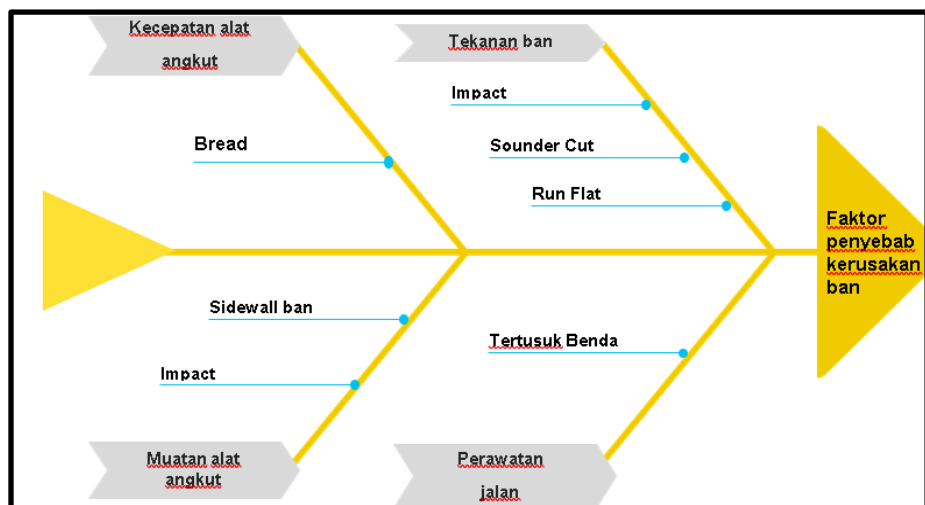 Kecepatan alat
angkut
Tekanan ban
Impact
Bread
Sounder Cut
Run Flat
Faktor
penyebab
kerusakan
ban
Sidewall ban
Tertusuk Benda
Impact
Muatan alat
angkut
Perawatan
jalan